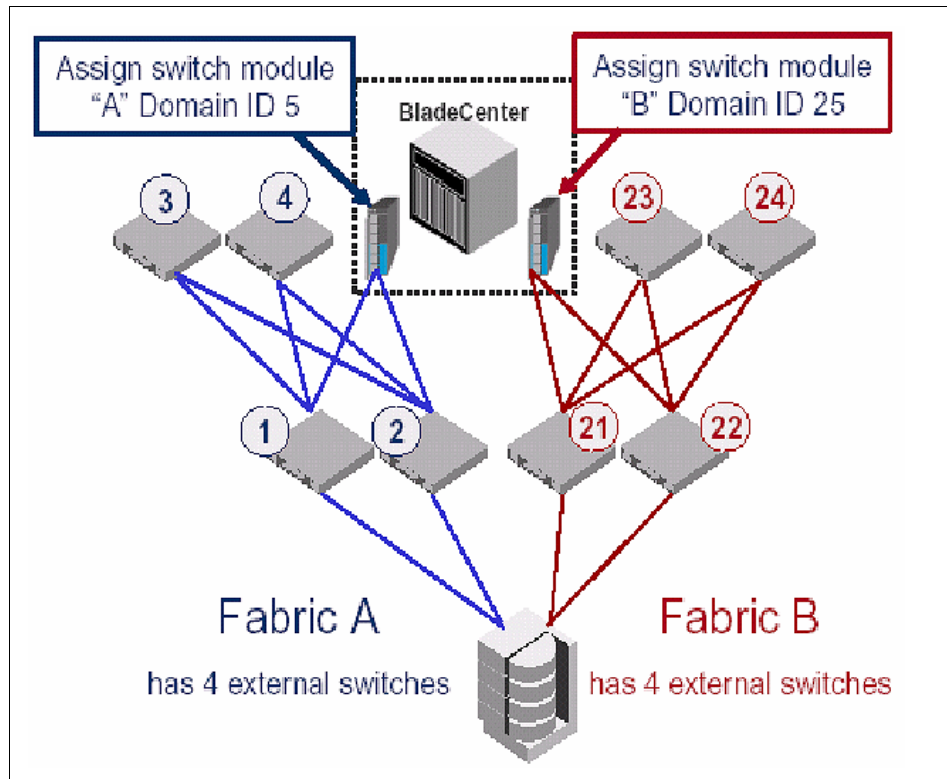 Assign switch module
“A” Domain ID 5
Assign switch module
“B” Domain ID 25
BladeCenter
3
4
23
24
1
2
21
22
Fabric A
has 4 external switches
Fabric B
has 4 external switches